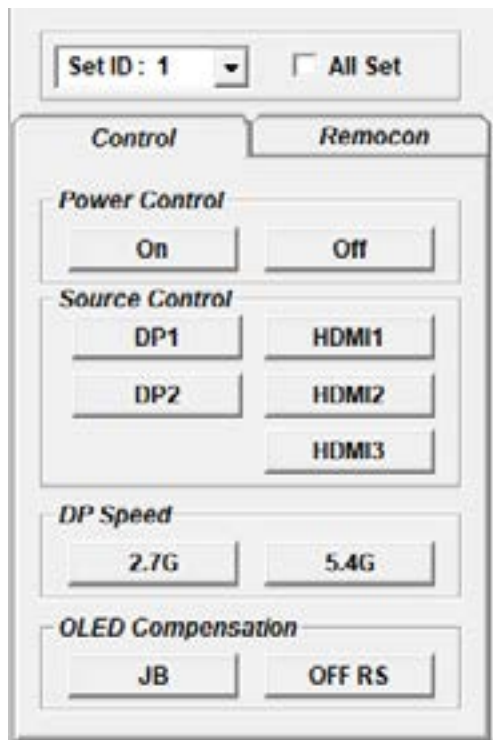 Set ID : 1 All Set
Control Remocon
Power Control
On Off
Source Control
DP1 HDMI1
DP2 HDMI2
HDMI3
DP Speed
2.7G 5.4G
OLED Compensation
JB OFF RS